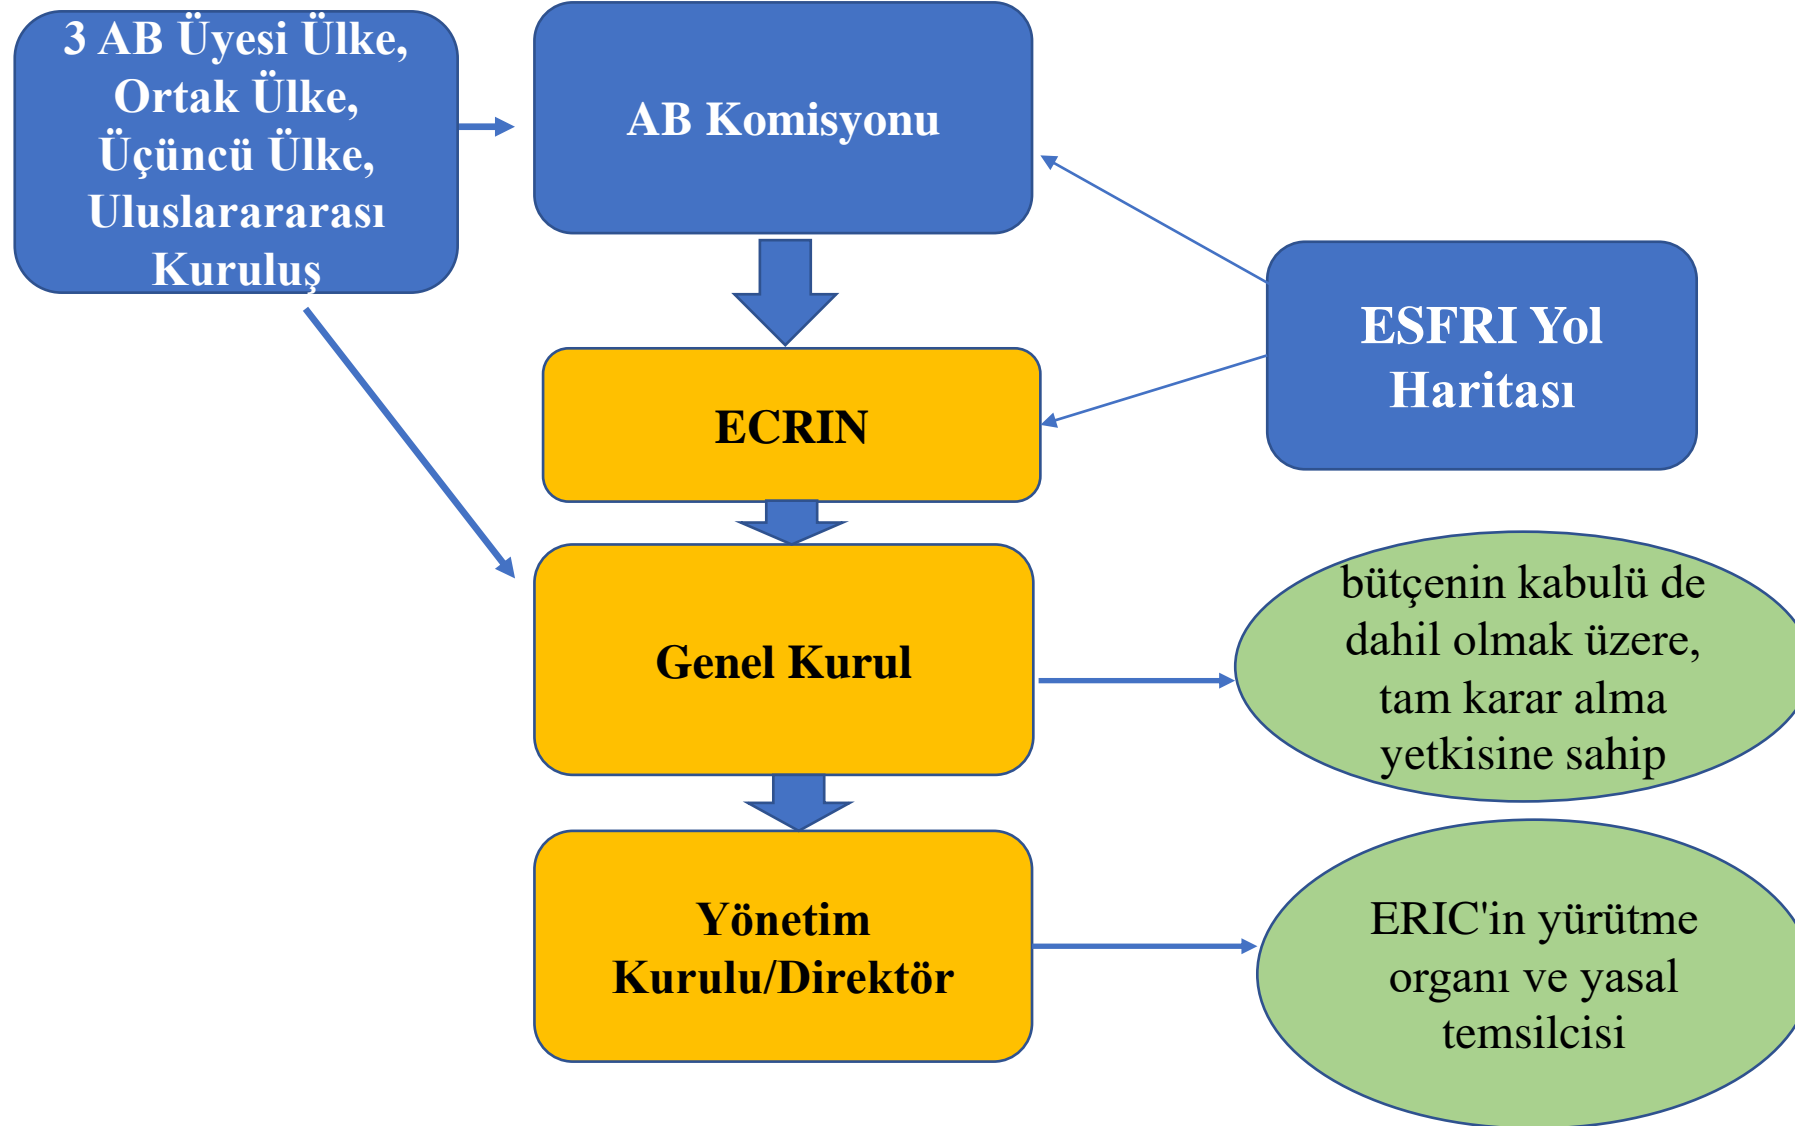 3 AB Üyesi Ülke,
Ortak Ülke,
Üçüncü Ülke,
Uluslarararası
Kuruluş
AB Komisyonu
ESFRI Yol
Haritası
ECRIN
Genel Kurul
bütçenin kabulü de
dahil olmak üzere,
tam karar alma
yetkisine sahip
Yönetim
Kurulu/Direktör
ERIC'in yürütme
organı ve yasal
temsilcisi